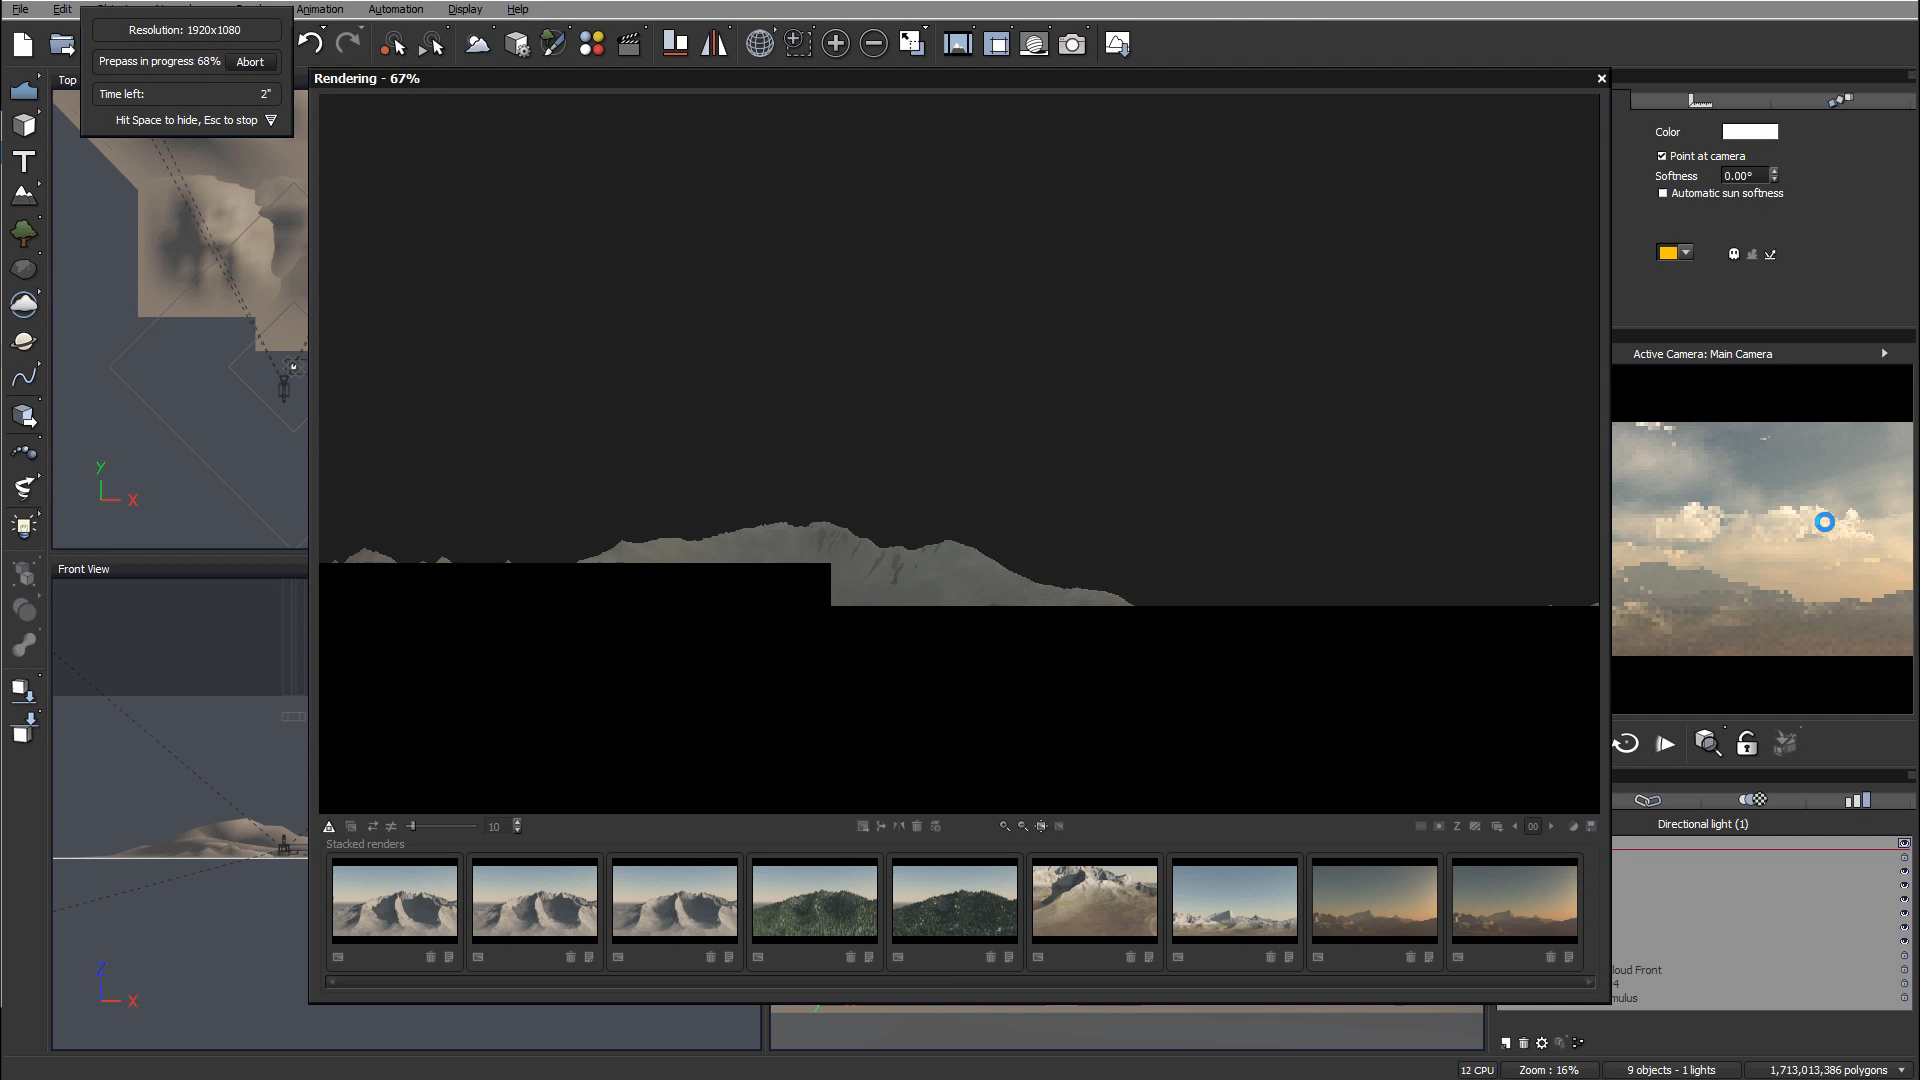 File Edit
Animation Automation Display Help
Resolution: 1920x1080
Prepass in progress 68% Abort
Time left: 2"
Hit Space to hide, Esc to stop
Top
Rendering - 67%
Color
Point at camera
Softness 0.00°
Automatic sun softness
Active Camera: Main Camera
Y
X
Front View
10
Z
00
Stacked renders
Directional light (1)
loud Front
4
mulus
Z
X
12 CPU Zoom : 16% 9 objects - 1 lights 1,713,013,386 polygons